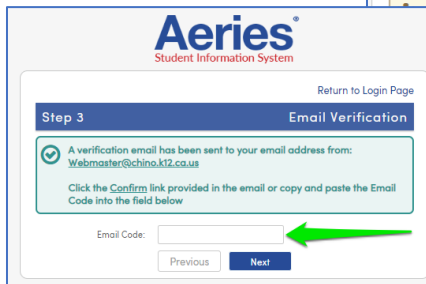 Aeries®
Student Information System
Return to Login Page
Step 3 Email Verification
A verification email has been sent to your email address from:
Webmaster@chino.k12.ca.us
Click the Confirm link provided in the email or copy and paste the Email
Code into the field below
Email Code:
Previous Next